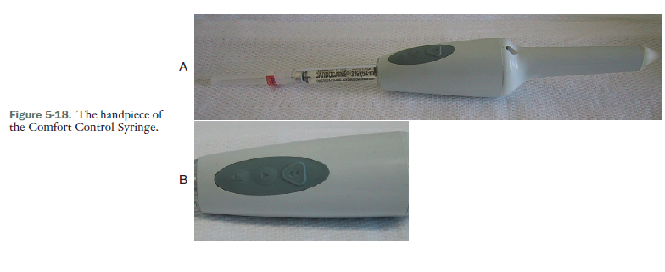 A
Figure 5-18. The handpiece of
the Comfort Control Syringe.
B